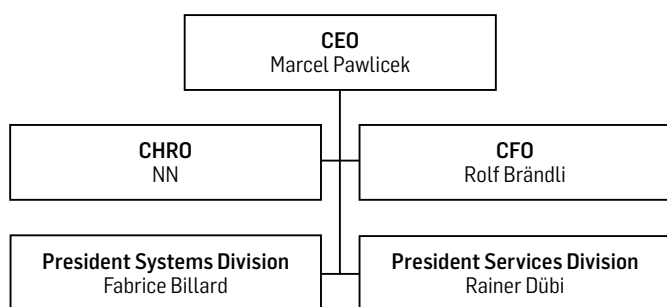 CEO
Marcel Pawlicek
CHRO
NN
CFO
Rolf Brändli
President Systems Division
Fabrice Billard
President Services Division
Rainer Dübi